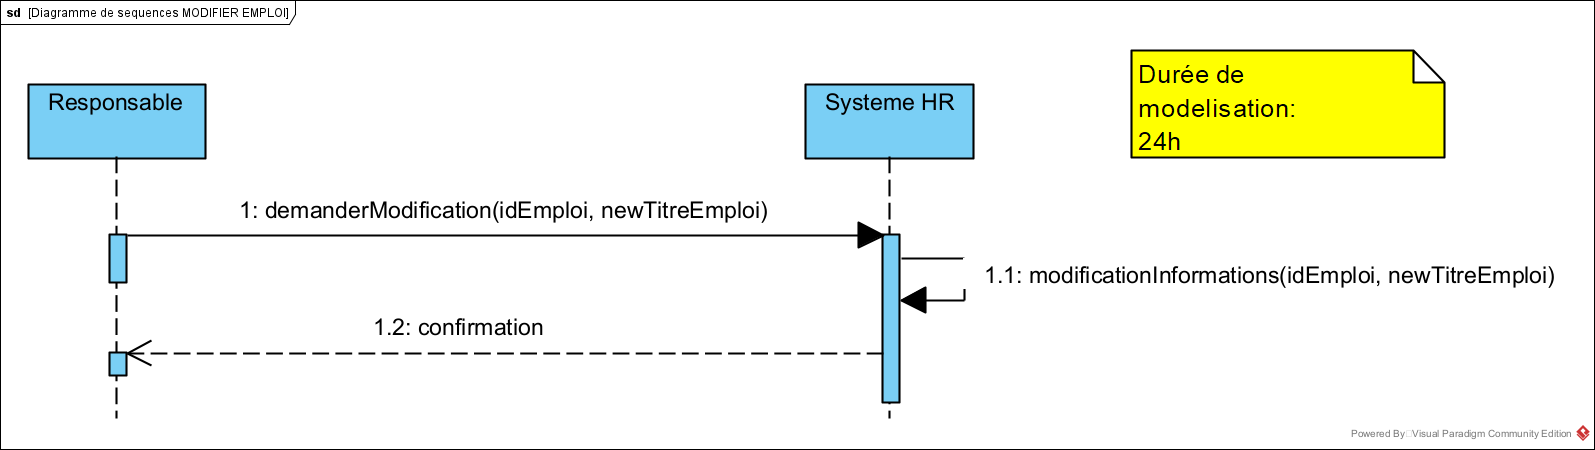 sd [Diagramme de sequences MODIFIER EMPLOI]
Responsable
Systeme HR
Durée de
modelisation:
24h
1: demanderModification(idEmploi, newTitreEmploi)
1.1: modificationInformations(idEmploi, newTitreEmploi)
1.2: confirmation
Powered By Visual Paradigm Community Edition